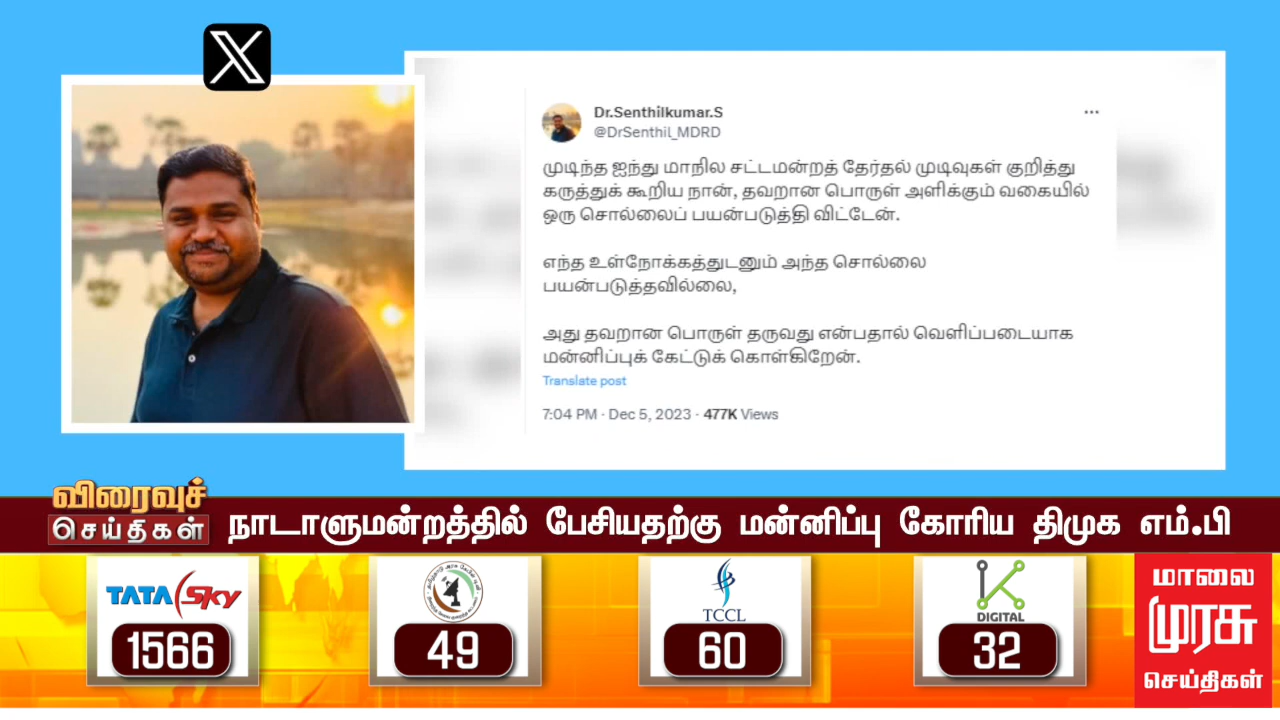 X
Dr.Senthilkumar.S
@DrSenthil_MDRD
முடிந்த ஐந்து மாநில சட்டமன்றத் தேர்தல் முடிவுகள் குறித்து
கருத்துக் கூறிய நான், தவறான பொருள் அளிக்கும் வகையில்
ஒரு சொல்லைப் பயன்படுத்தி விட்டேன்.
எந்த உள்நோக்கத்துடனும் அந்த சொல்லை
பயன்படுத்தவில்லை,
அது தவறான பொருள் தருவது என்பதால் வெளிப்படையாக
மன்னிப்புக் கேட்டுக் கொள்கிறேன்.
Translate post
7:04 PM · Dec 5, 2023 · 477K Views
விரைவுச்
செய்திகள்
நாடாளுமன்றத்தில் பேசியதற்கு மன்னிப்பு கோரிய திமுக எம்.பி
TATA Sky
1566
49
TCCL
60
DIGITAL
32
மாலை
முரசு
செய்திகள்